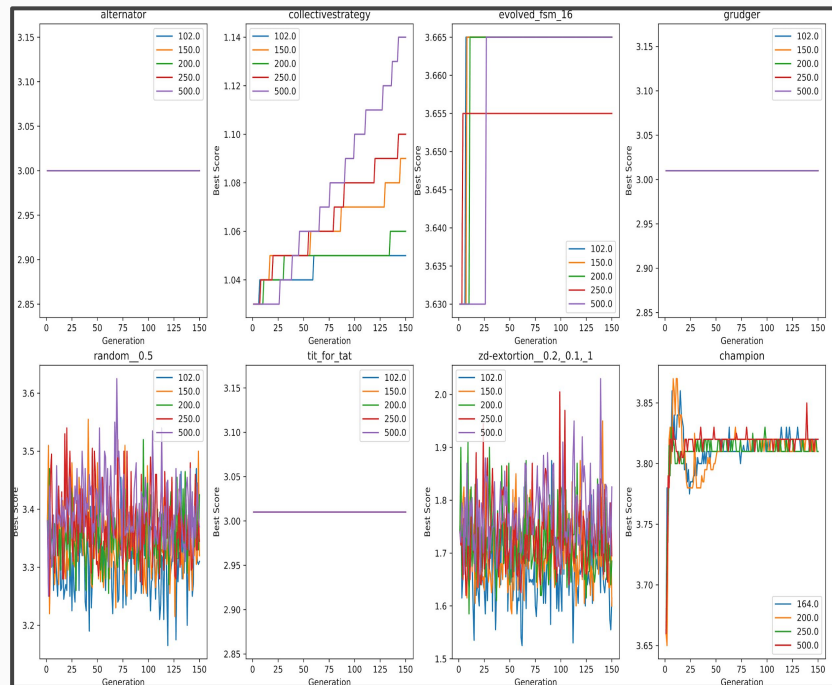 alternator
3.15
3.10
3.05
3.00
2.95
2.90
2.85
102.0
150.0
200.0
250.0
500.0
0 25 50 75 100 125 150
Generation
collectivestrategy
Best Score
1.14
1.12
1.10
1.08
1.06
1.04
102.0
150.0
200.0
250.0
500.0
0 25 50 75 100 125 150
Generation
evolved_fsm_16
Best Score
3.665
3.660
3.655
3.650
3.645
3.640
3.635
3.630
102.0
150.0
200.0
250.0
500.0
0 25 50 75 100 125 150
Generation
grudger
Best Score
3.15
3.10
3.05
3.00
2.95
2.90
2.85
102.0
150.0
200.0
250.0
500.0
0 25 50 75 100 125 150
Generation
random__0.5
Best Score
3.6
3.5
3.4
3.3
3.2
102.0
150.0
200.0
250.0
500.0
0 25 50 75 100 125 150
Generation
tit_for_tat
Best Score
3.15
3.10
3.05
3.00
2.95
2.90
2.85
102.0
150.0
200.0
250.0
500.0
0 25 50 75 100 125 150
Generation
zd-extortion__0.2,_0.1,_1
Best Score
2.0
1.9
1.8
1.7
1.6
1.5
102.0
150.0
200.0
250.0
500.0
0 25 50 75 100 125 150
Generation
champion
Best Score
3.85
3.80
3.75
3.70
3.65
164.0
200.0
250.0
500.0
0 25 50 75 100 125 150
Generation